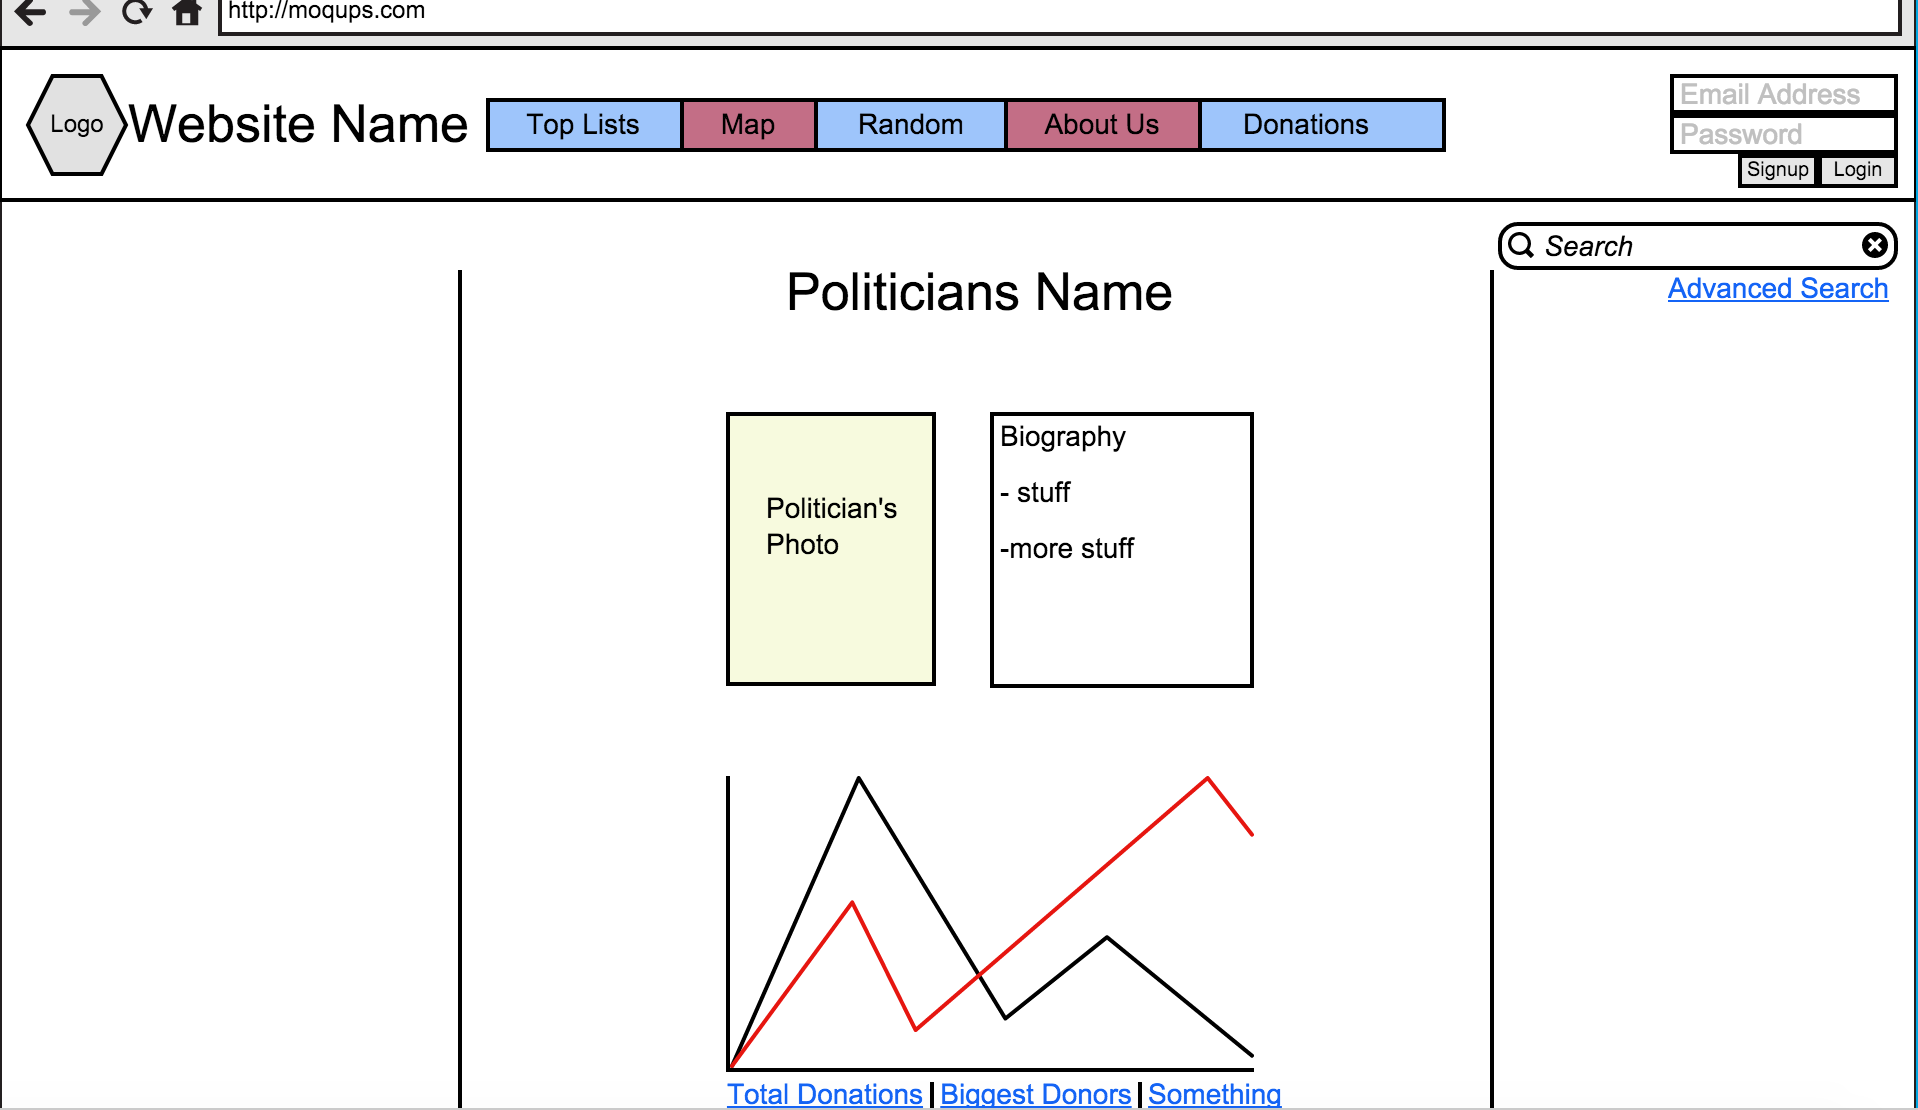 http://moqups.com
Logo
Website Name
Top Lists
Map
Random
About Us
Donations
Email Address
Password
Signup
Login
Search
Advanced Search
Politicians Name
Politician's
Photo
Biography
- stuff
-more stuff
Total Donations
Biggest Donors
Something